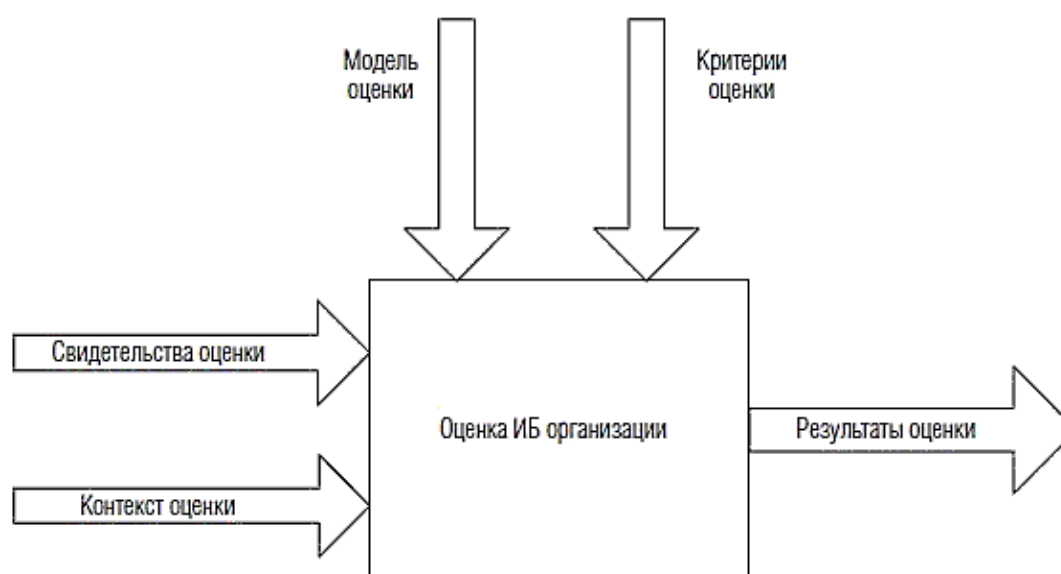 Модель
оценки
Критерии
оценки
Свидетельства оценки
Оценка ИБ организации
Результаты оценки
Контекст оценки